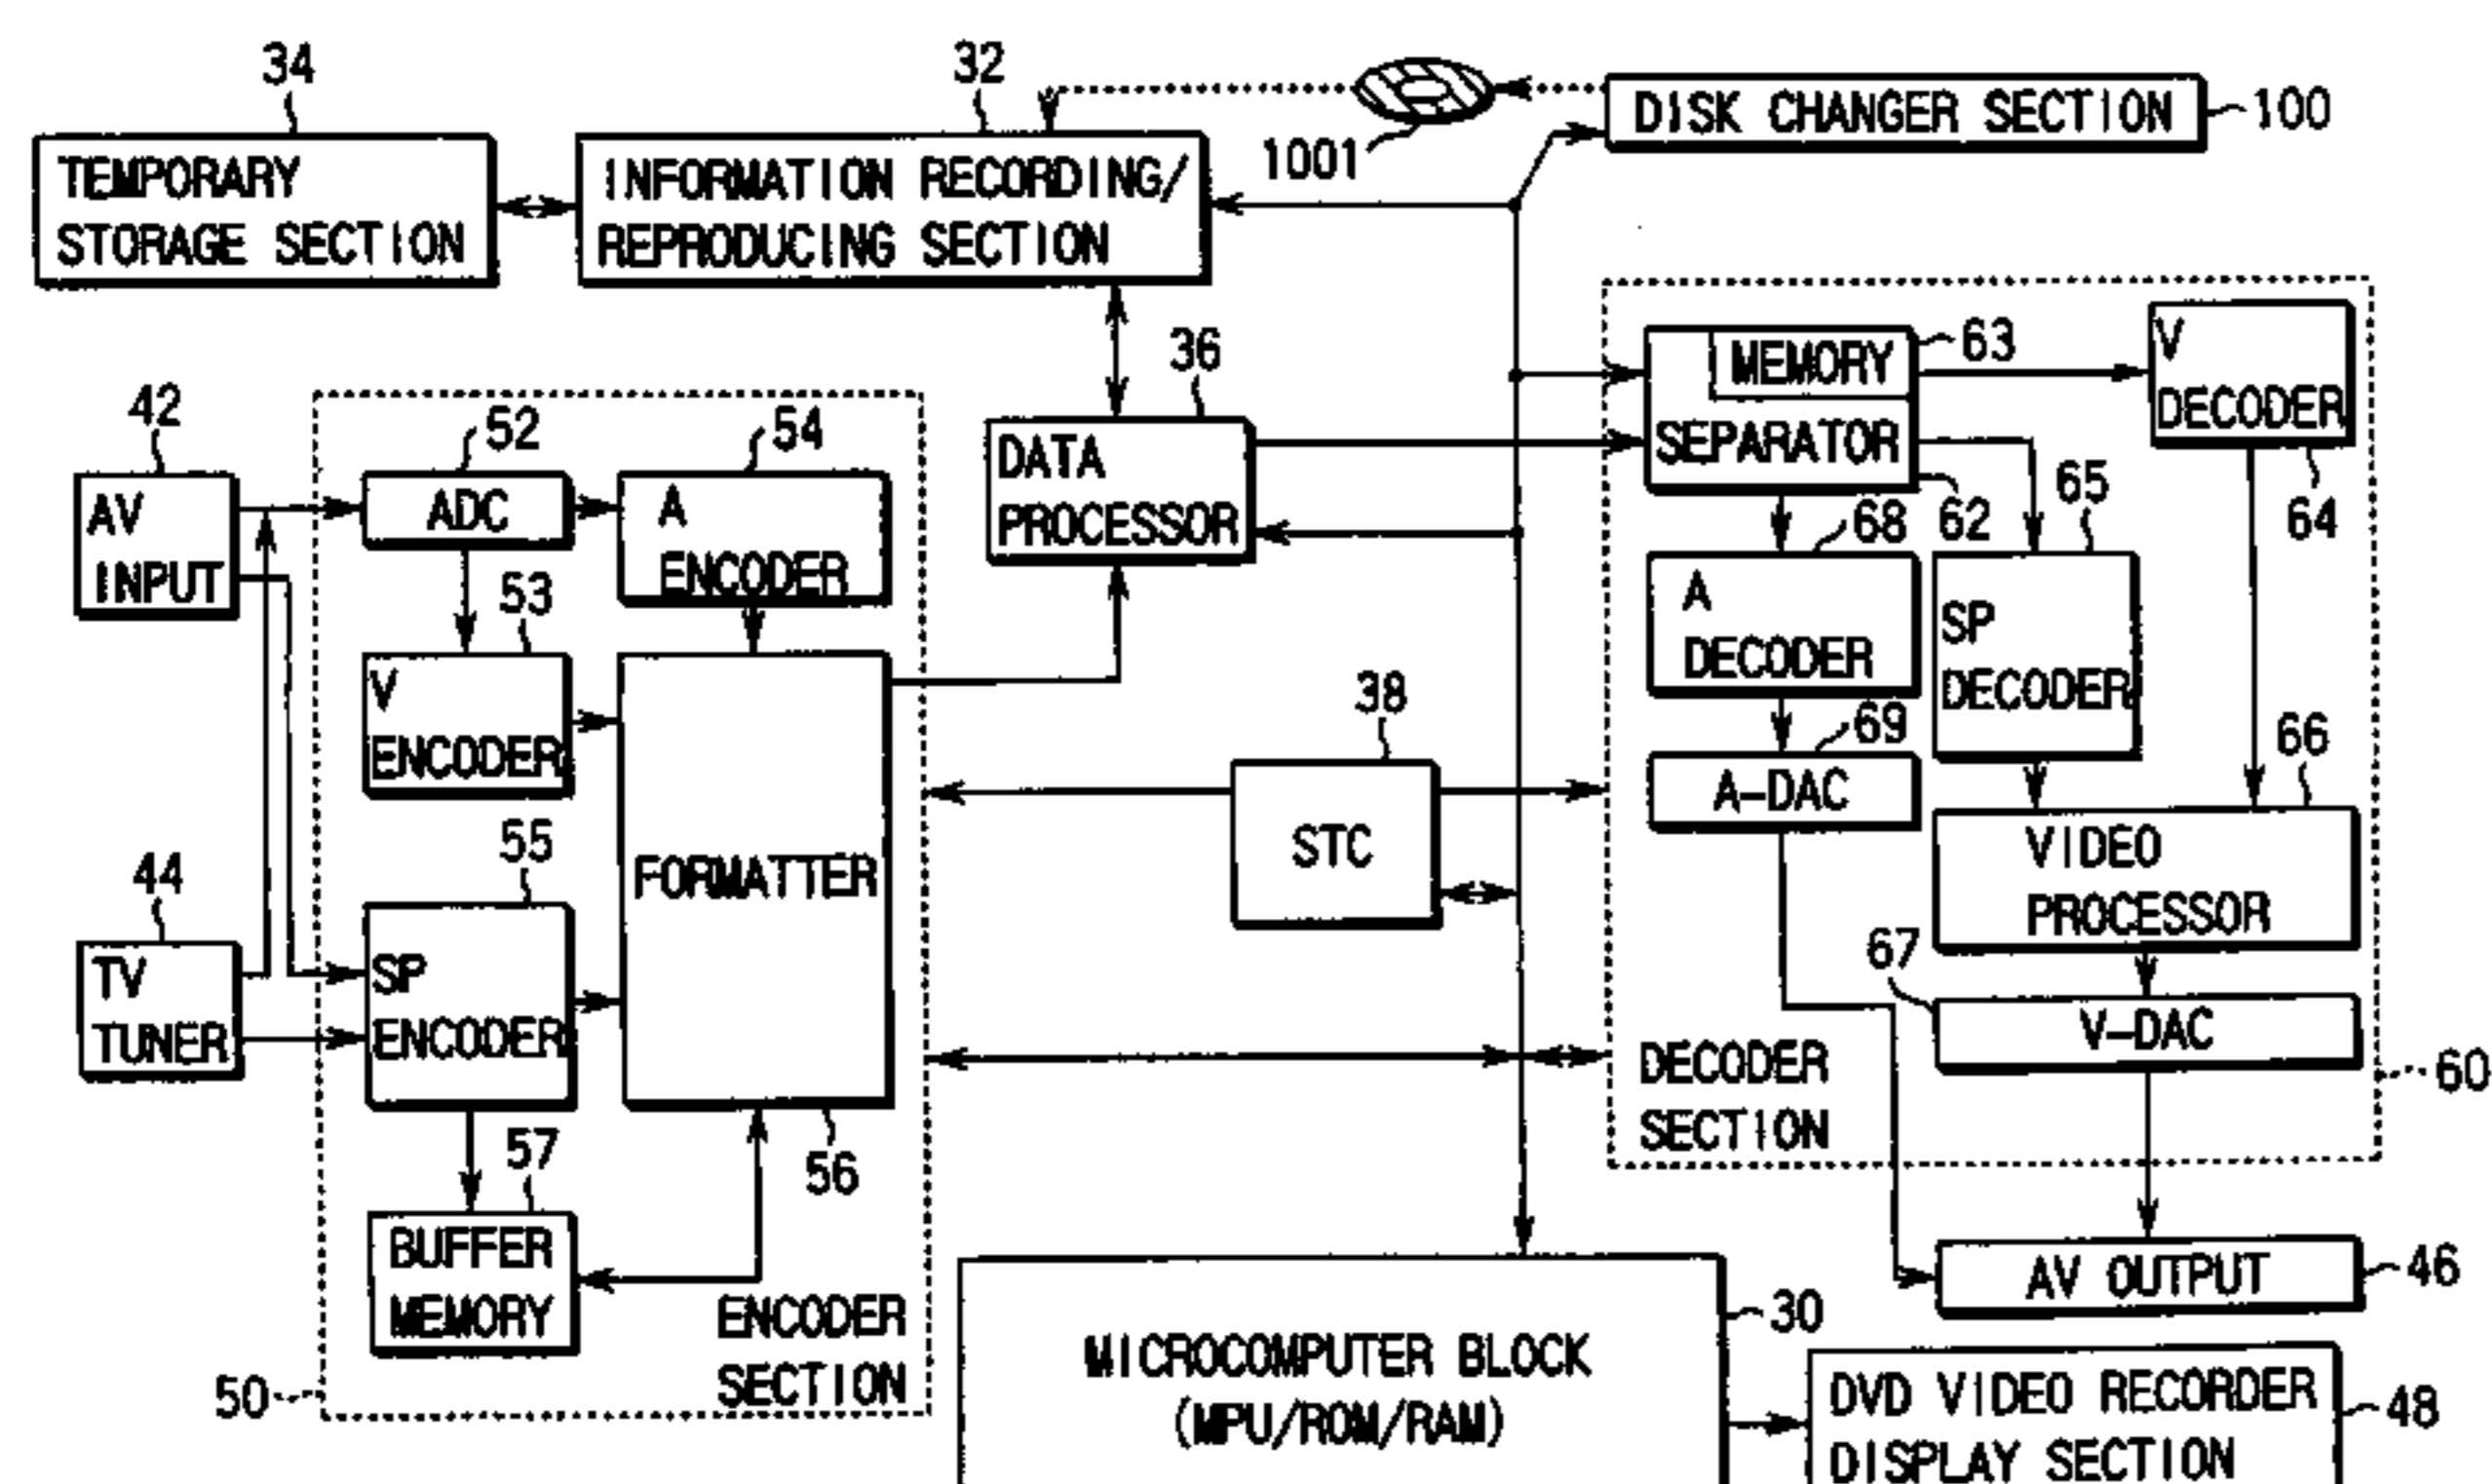 34
32
1001
DISK CHANGER SECTION
100
TEMPORARY
STORAGE SECTION
INFORMATION RECORDING/
REPRODUCING SECTION
42
52
54
36
63
MEMORY
SEPARATOR
62
V
DECODER
64
AV
INPUT
ADC
A
ENCODER
DATA
PROCESSOR
68
65
53
V
ENCODER
A
DECODER
SP
DECODER
38
69
66
A-DAC
STC
VIDEO
PROCESSOR
44
55
FORMATTER
TV
TUNER
SP
ENCODER
67
V-DAC
60
DECODER
SECTION
57
56
BUFFER
MEMORY
ENCODER
SECTION
50
AV OUTPUT
46
30
MICROCOMPUTER BLOCK
(MPU/ROM/RAM)
DVD VIDEO RECORDER
DISPLAY SECTION
48